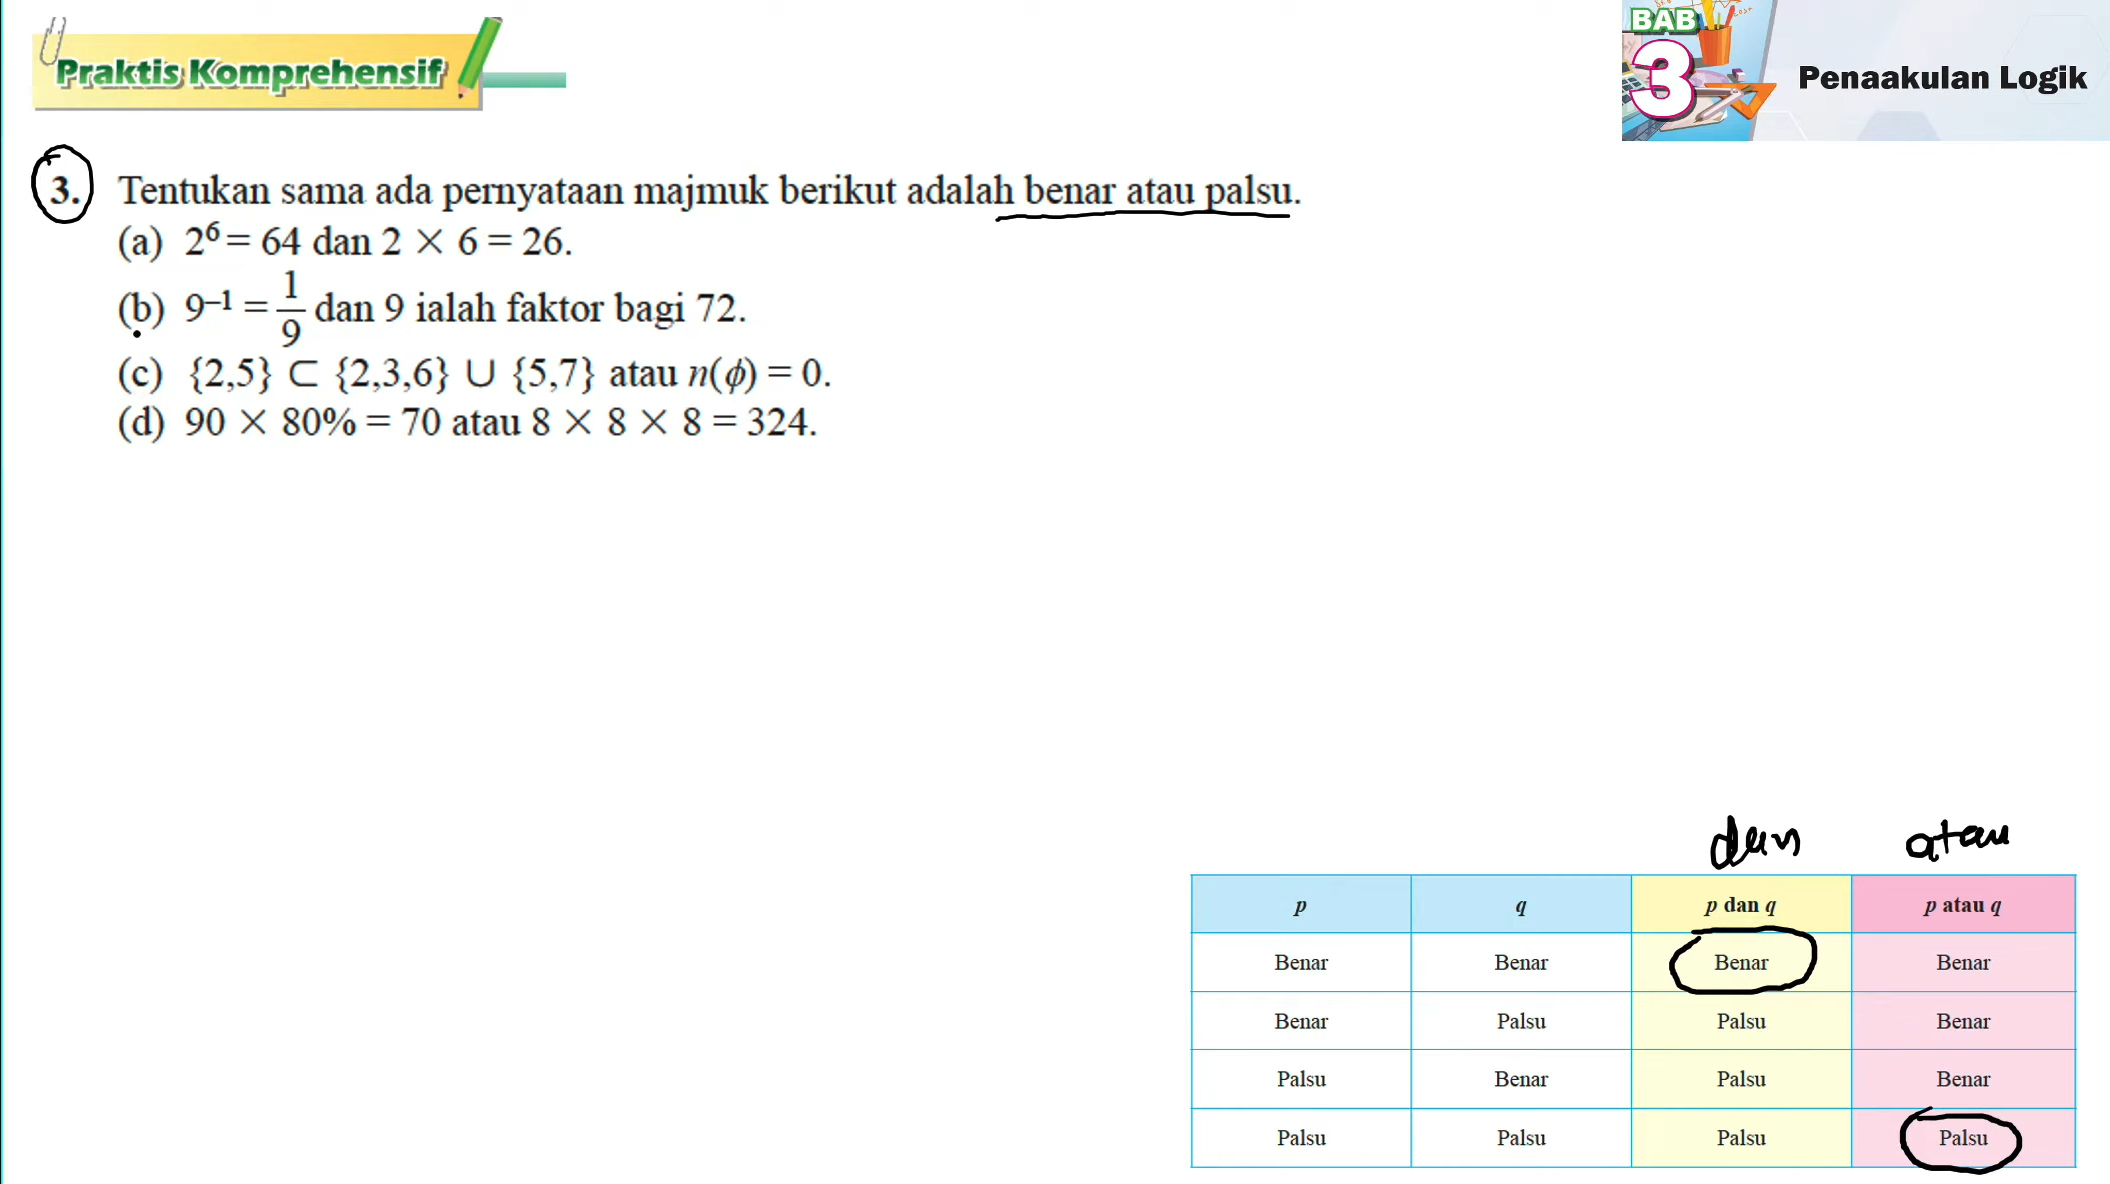 Praktis Komprehensif
BAB 3 Penaakulan Logik
3. Tentukan sama ada pernyataan majmuk berikut adalah benar atau palsu.
(a) 2⁶ = 64 dan 2 × 6 = 26.
(b) 9⁻¹ = 1/9 dan 9 ialah faktor bagi 72.
(c) {2,5} ⊂ {2,3,6} ∪ {5,7} atau n(ϕ) = 0.
(d) 90 × 80% = 70 atau 8 × 8 × 8 = 324.
dan atau
p q p dan q p atau q
Benar Benar Benar Benar
Benar Palsu Palsu Benar
Palsu Benar Palsu Benar
Palsu Palsu Palsu Palsu